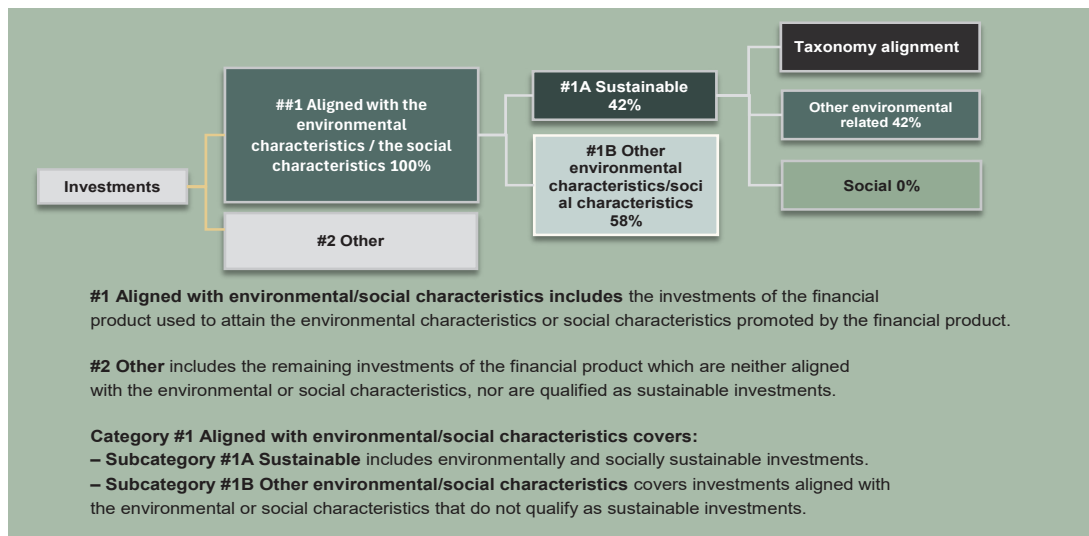 Investments
##1 Aligned with the
environmental
characteristics / the social
characteristics 100%
#2 Other
#1A Sustainable
42%
#1B Other
environmental
characteristics/soci
al characteristics
58%
Taxonomy alignment
Other environmental
related 42%
Social 0%
#1 Aligned with environmental/social characteristics includes the investments of the financial
product used to attain the environmental characteristics or social characteristics promoted by the financial product.
#2 Other includes the remaining investments of the financial product which are neither aligned
with the environmental or social characteristics, nor are qualified as sustainable investments.
Category #1 Aligned with environmental/social characteristics covers:
– Subcategory #1A Sustainable includes environmentally and socially sustainable investments.
– Subcategory #1B Other environmental/social characteristics covers investments aligned with
the environmental or social characteristics that do not qualify as sustainable investments.